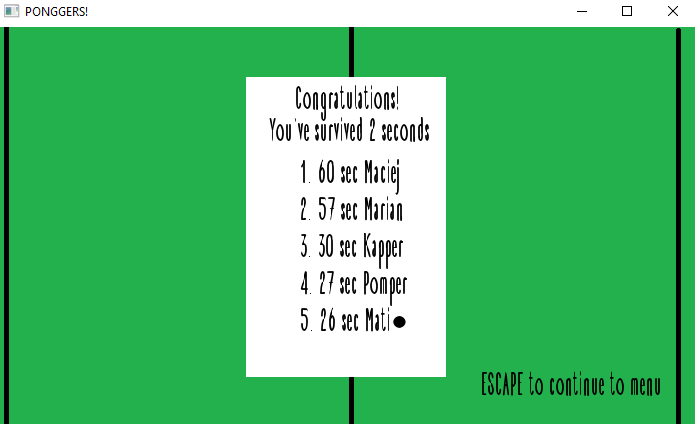 PONGGERS!
Congratulations!
You've survived 2 seconds
1. 60 sec Maciej
2. 57 sec Marian
3. 30 sec Kapper
4. 27 sec Pomper
5. 26 sec Mati
ESCAPE to continue to menu